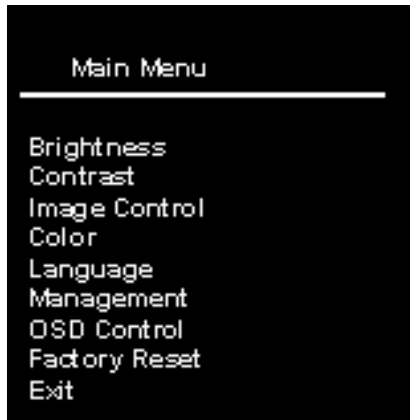 Main Menu
Brightness
Contrast
Image Control
Color
Language
Management
OSD Control
Factory Reset
Exit